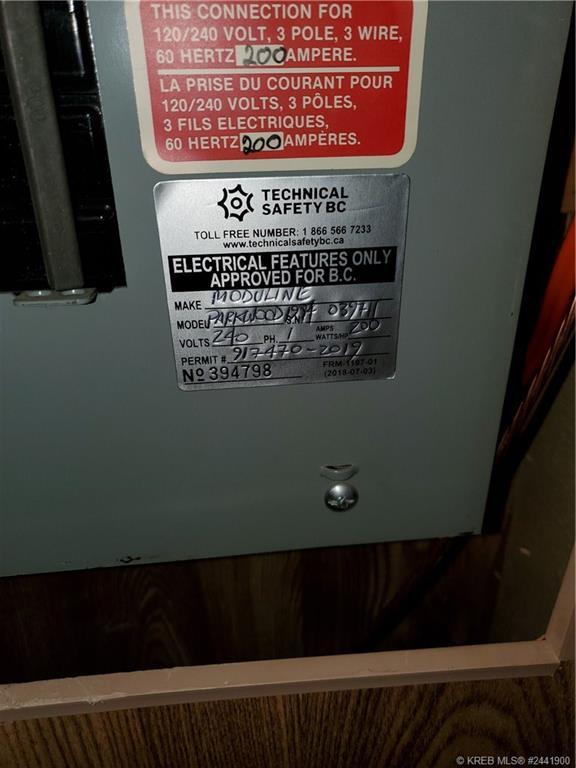 THIS CONNECTION FOR
120/240 VOLT, 3 POLE, 3 WIRE,
60 HERTZ 200 AMPERE.
LA PRISE DU COURANT POUR
120/240 VOLTS, 3 PÔLES,
3 FILS ELECTRIQUES,
60 HERTZ 200 AMPÈRES.
TECHNICAL
SAFETY BC
TOLL FREE NUMBER: 1 866 566 7233
www.technicalsafetybc.ca
ELECTRICAL FEATURES ONLY
APPROVED FOR B.C.
MAKE MODULINE
MODEL PARKWOOD 1984 S.N. 03971
VOLTS 240 PH. 1 AMPS WATTS/HP 200
PERMIT # 917470-2019
Nº 394798 FRM-1187-01
(2018-07-03)
© KREB MLS® #2441900